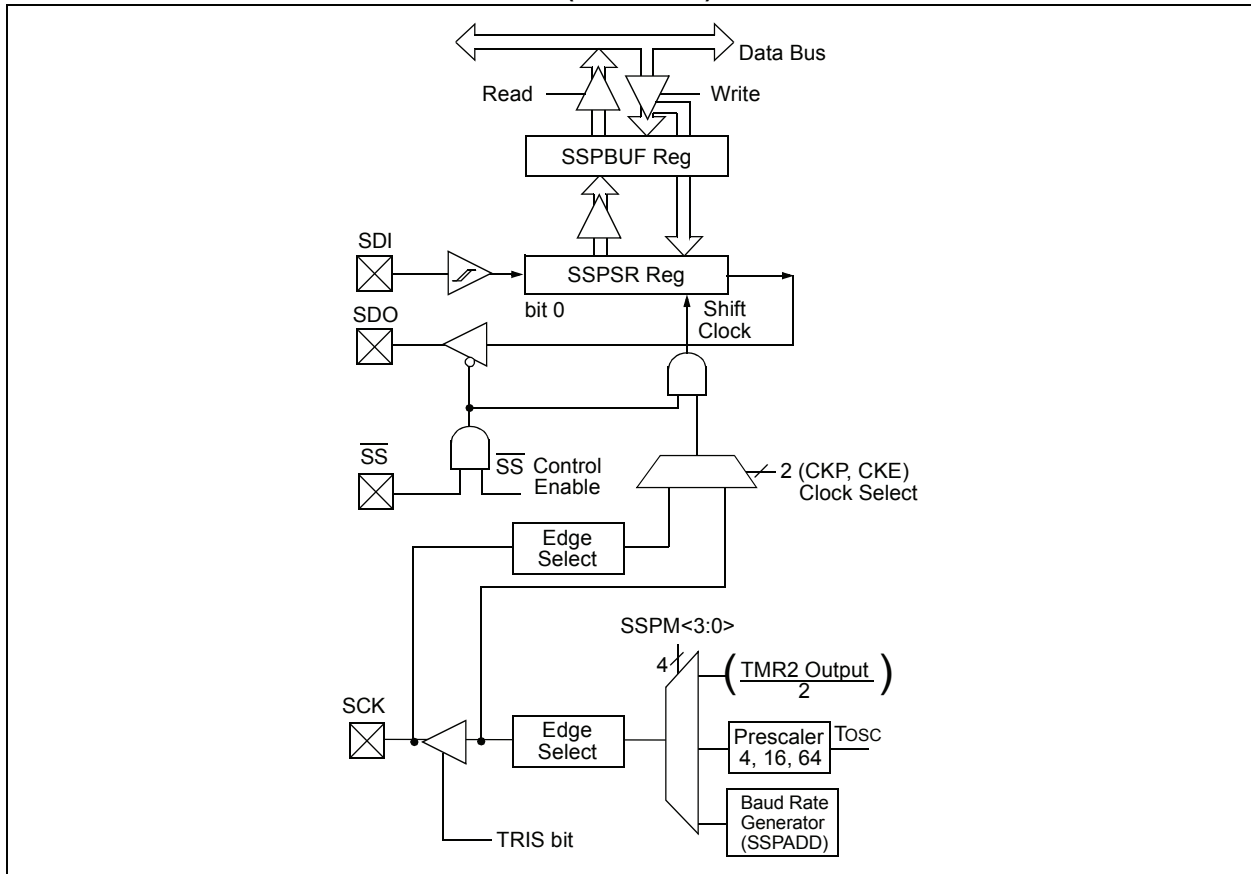 Data Bus
Read
Write
SSPBUF Reg
SDI
SSPSR Reg
bit 0
Shift
Clock
SDO
SS
SS Control
Enable
2 (CKP, CKE)
Clock Select
Edge
Select
SSPM<3:0>
4
(TMR2 Output)
2
SCK
Edge
Select
Prescaler
4, 16, 64
TOSC
Baud Rate
Generator
(SSPADD)
TRIS bit